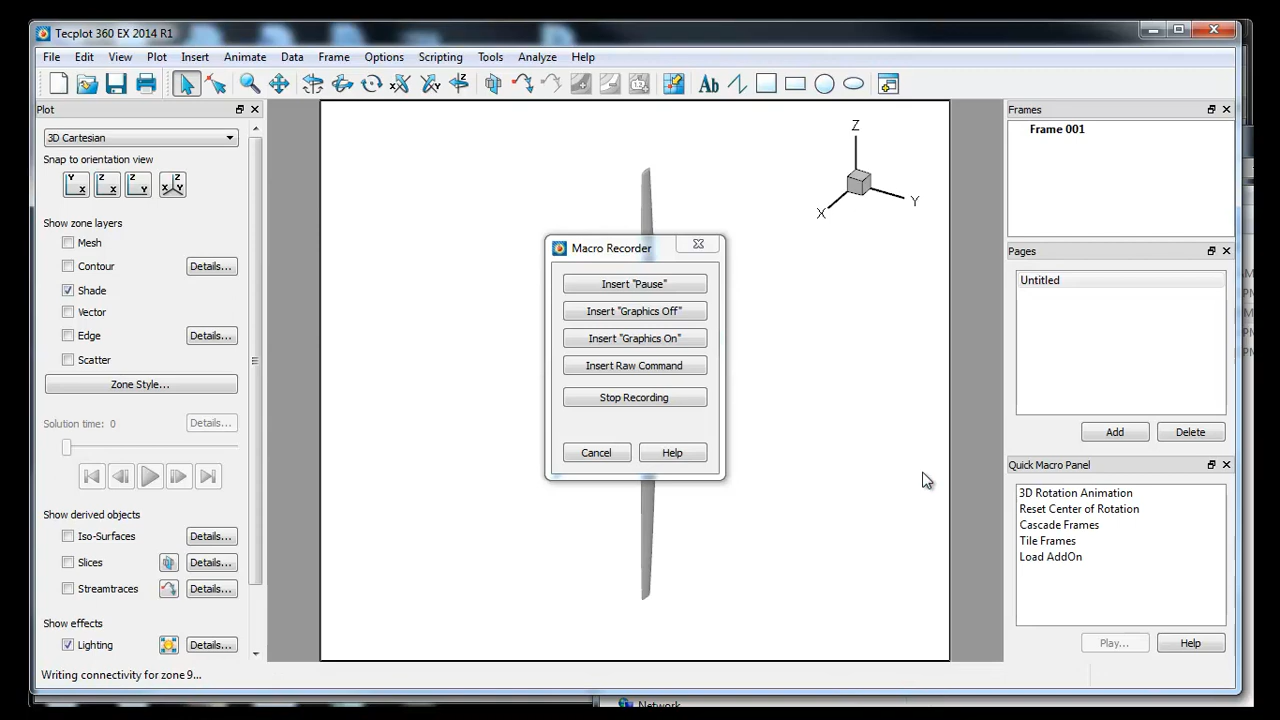 Tecplot 360 EX 2014 R1
File Edit View Plot Insert Animate Data Frame Options Scripting Tools Analyze Help
Ab
Plot
3D Cartesian
Snap to orientation view
Y X Z X Z Y Z X Y
Show zone layers
Mesh
Contour Details...
Shade
Vector
Edge Details...
Scatter
Zone Style...
Solution time: 0 Details...
Show derived objects
Iso-Surfaces Details...
Slices Details...
Streamtraces Details...
Show effects
Lighting Details...
Writing connectivity for zone 9...
Z
X
Y
Macro Recorder
Insert "Pause"
Insert "Graphics Off"
Insert "Graphics On"
Insert Raw Command
Stop Recording
Cancel Help
Frames
Frame 001
Pages
Untitled
Add Delete
Quick Macro Panel
3D Rotation Animation
Reset Center of Rotation
Cascade Frames
Tile Frames
Load AddOn
Play... Help
Network